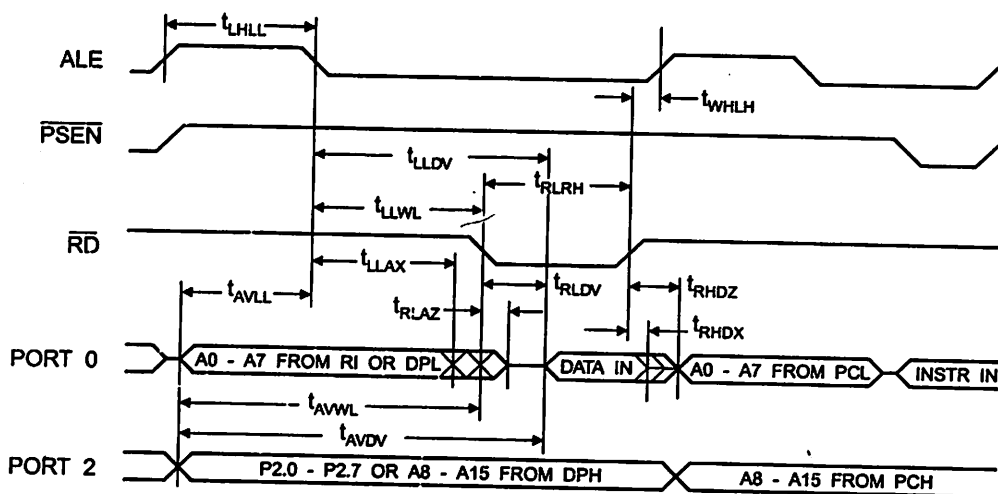 tLHLL
ALE
tWHLH
PSEN
tLLDV
tRLRH
tLLWL
RD
tLLAX
tAVLL
tRLDV
tRHDZ
tRLAZ
tRHDX
PORT 0
A0 - A7 FROM RI OR DPL
DATA IN
A0 - A7 FROM PCL
INSTR IN
tAVWL
tAVDV
PORT 2
P2.0 - P2.7 OR A8 - A15 FROM DPH
A8 - A15 FROM PCH